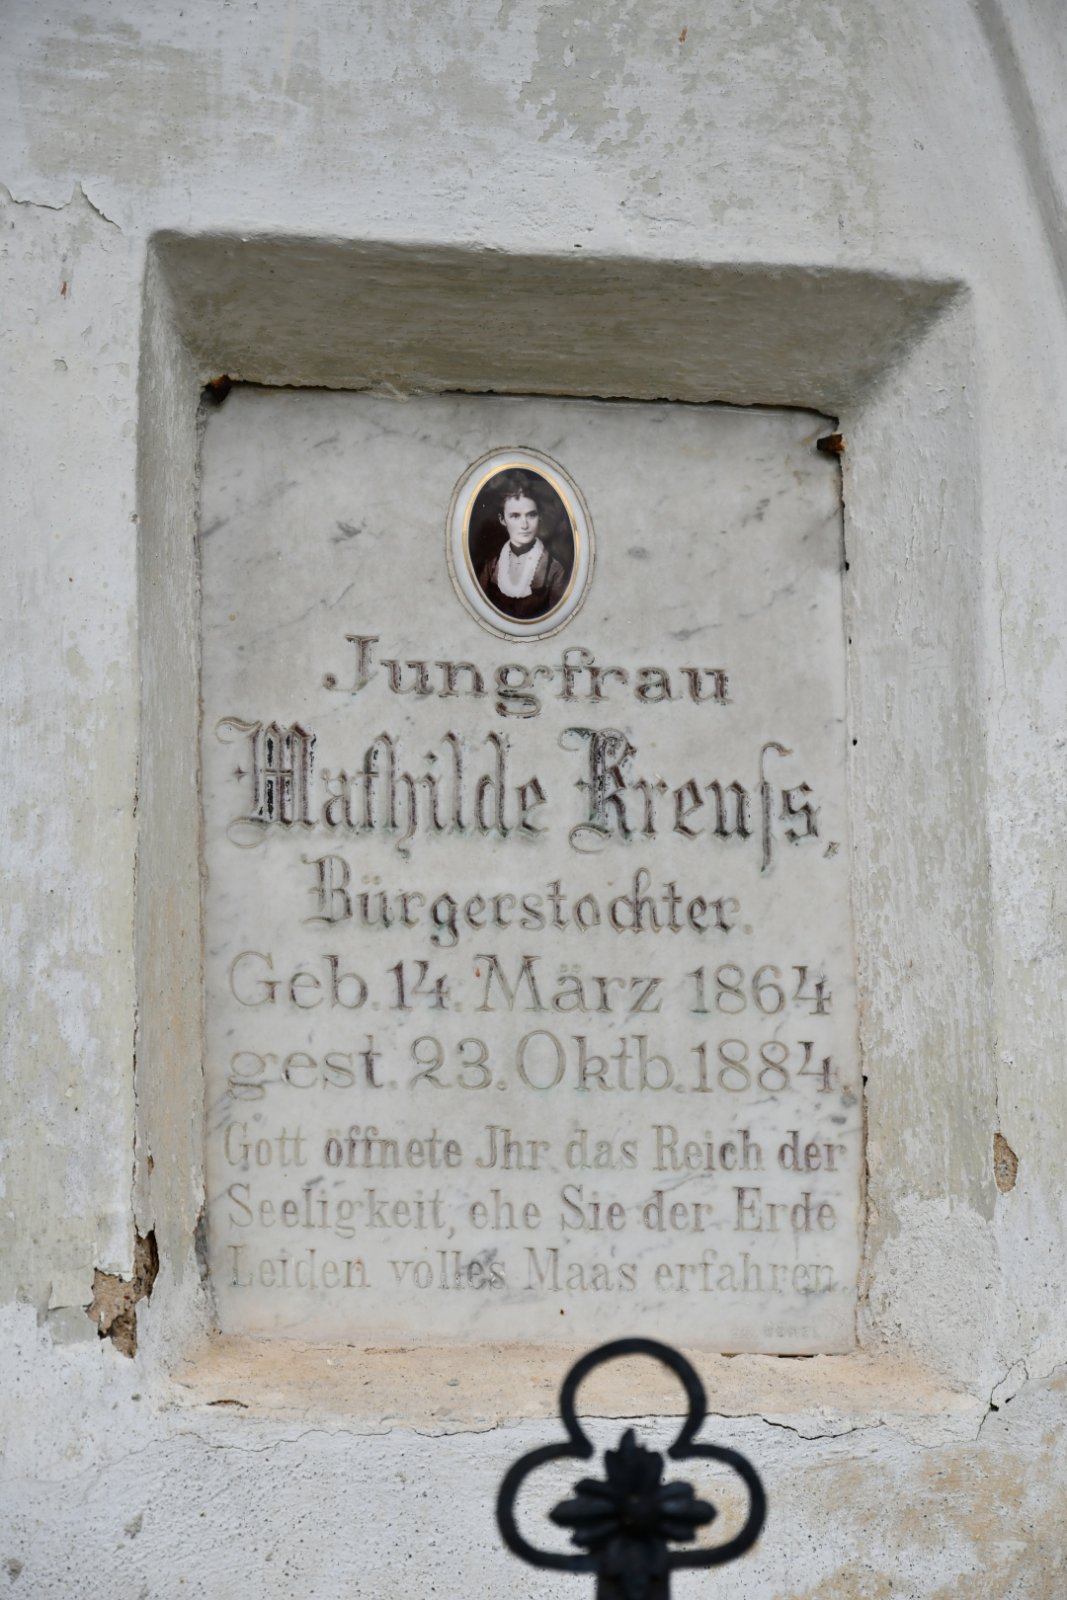 Jungfrau
Mathilde Kreuſs,
Bürgerstochter.
Geb. 14. März 1864
gest. 23. Oktb. 1884.
Gott öffnete Jhr das Reich der
Seeligkeit, ehe Sie der Erde
Leiden volles Maas erfahren.